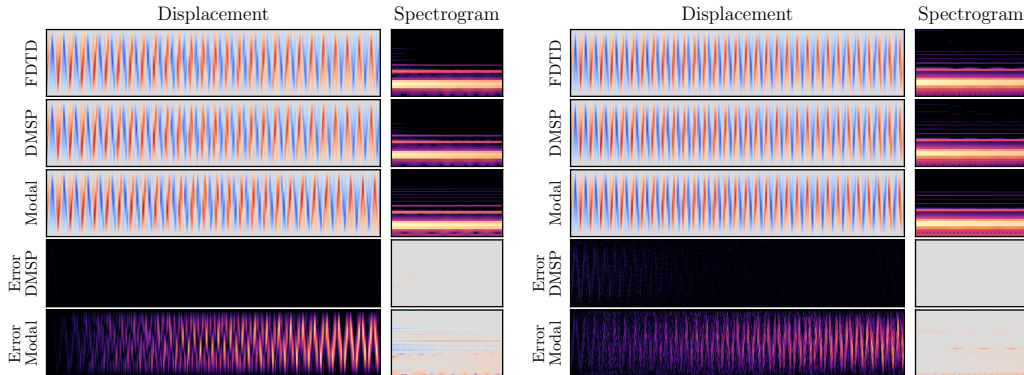 Displacement Spectrogram Displacement Spectrogram
FDTD FDTD
DMSP DMSP
Modal Modal
Error DMSP Error DMSP
Error Modal Error Modal